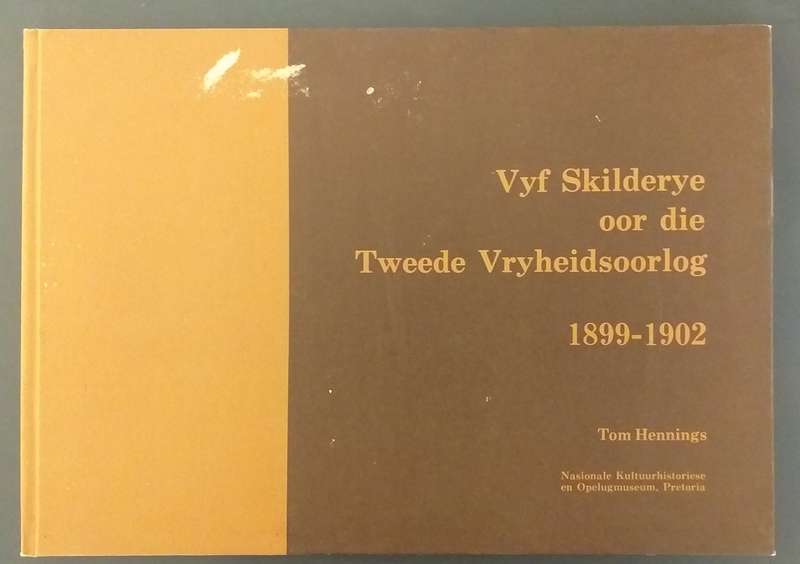 Vyf Skilderye
oor die
Tweede Vryheidsoorlog
1899-1902
Tom Hennings
Nasionale Kultuurhistoriese
en Opelugmuseum, Pretoria